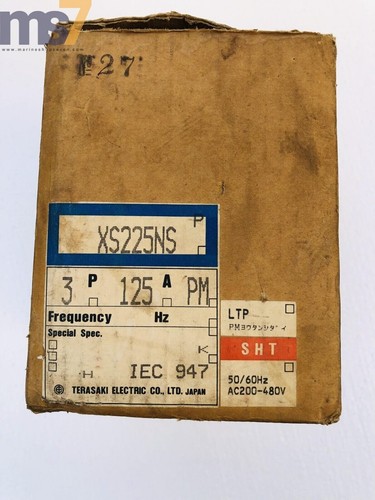 ms7
E27
P
XS225NS
3 P 125 A PM
Frequency Hz
Special Spec.
K
H IEC 947
TERASAKI ELECTRIC CO., LTD. JAPAN
LTP
PMヨウタンシダイ
SHT
50/60Hz
AC200-480V